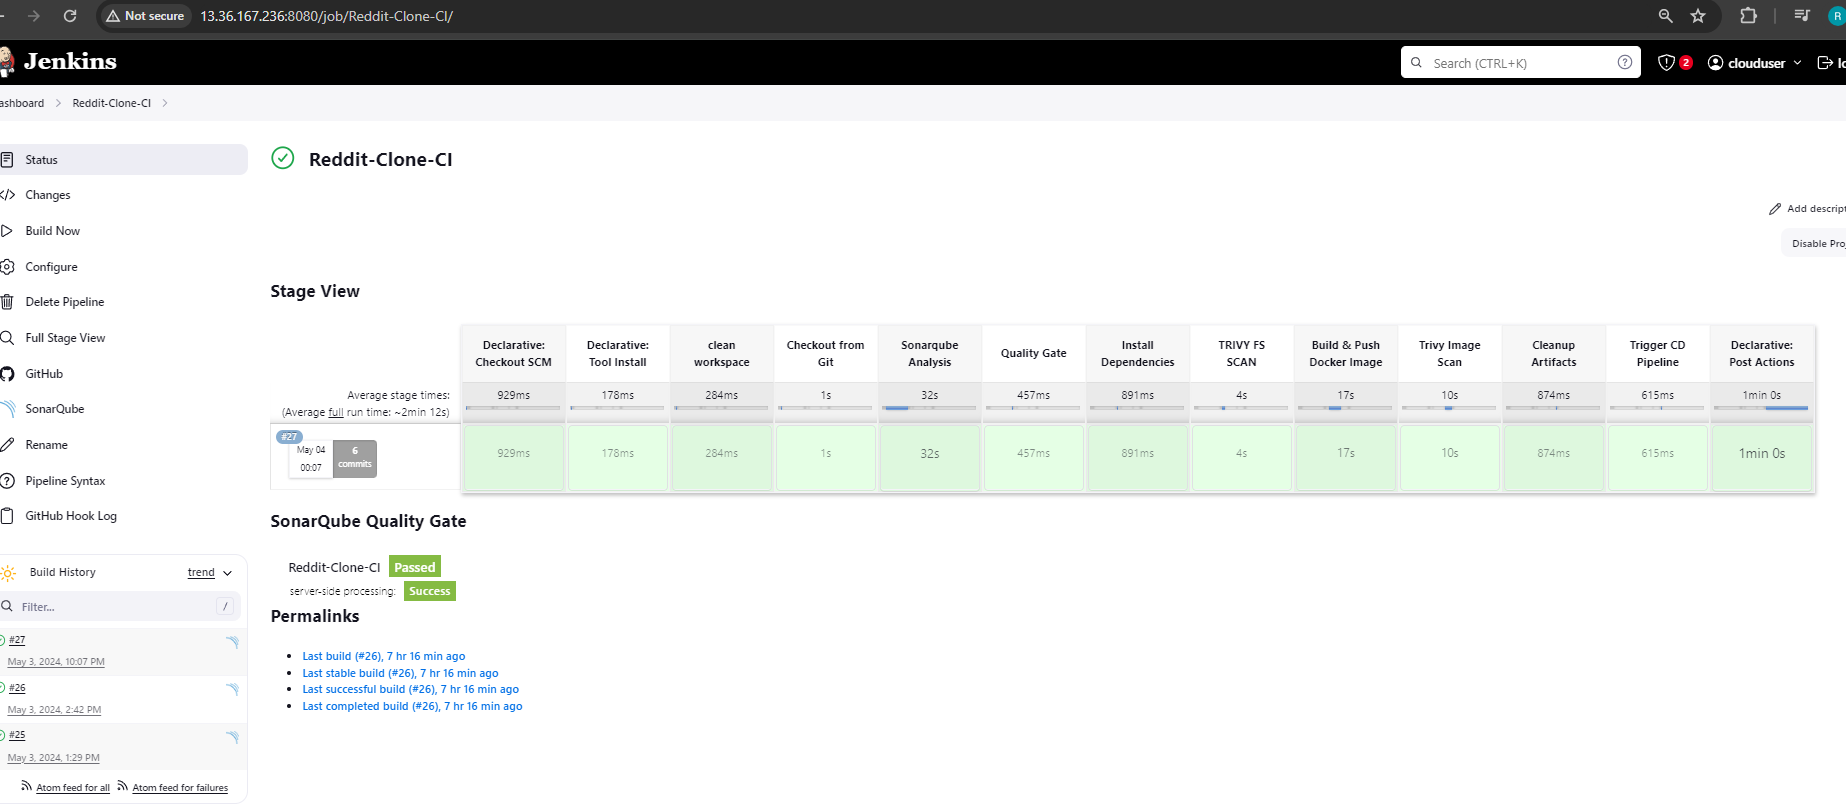 Not secure 13.36.167.236:8080/job/Reddit-Clone-CI/
R
Jenkins
Search (CTRL+K)
2
clouduser
ashboard
Reddit-Clone-CI
Status
Changes
Build Now
Configure
Delete Pipeline
Full Stage View
GitHub
SonarQube
Rename
Pipeline Syntax
GitHub Hook Log
Build History
trend
Filter...
/
#27
May 3, 2024, 10:07 PM
#26
May 3, 2024, 2:42 PM
#25
May 3, 2024, 1:29 PM
Atom feed for all
Atom feed for failures
Reddit-Clone-CI
Add descript
Disable Pro
Stage View
Declarative: Checkout SCM
Declarative: Tool Install
clean workspace
Checkout from Git
Sonarqube Analysis
Quality Gate
Install Dependencies
TRIVY FS SCAN
Build & Push Docker Image
Trivy Image Scan
Cleanup Artifacts
Trigger CD Pipeline
Declarative: Post Actions
Average stage times:
(Average full run time: ~2min 12s)
929ms 178ms 284ms 1s 32s 457ms 891ms 4s 17s 10s 874ms 615ms 1min 0s
#27
May 04
00:07
6
commits
929ms 178ms 284ms 1s 32s 457ms 891ms 4s 17s 10s 874ms 615ms 1min 0s
SonarQube Quality Gate
Reddit-Clone-CI Passed
server-side processing: Success
Permalinks
Last build (#26), 7 hr 16 min ago
Last stable build (#26), 7 hr 16 min ago
Last successful build (#26), 7 hr 16 min ago
Last completed build (#26), 7 hr 16 min ago